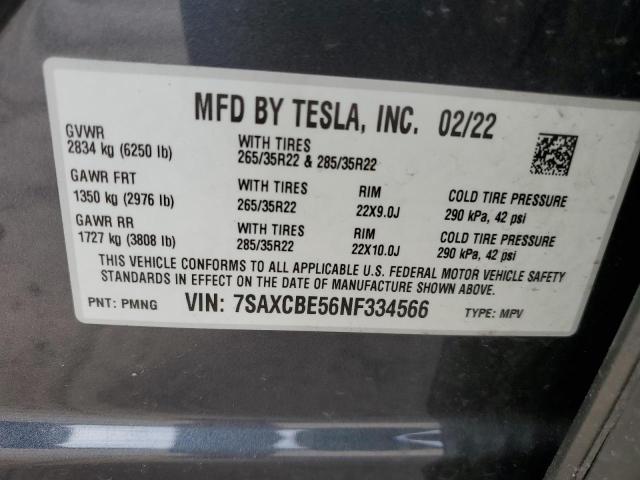 MFD BY TESLA, INC. 02/22
GVWR
2834 kg (6250 lb)
WITH TIRES
265/35R22 & 285/35R22
GAWR FRT
1350 kg (2976 lb)
WITH TIRES
265/35R22
RIM
22X9.0J
COLD TIRE PRESSURE
290 kPa, 42 psi
GAWR RR
1727 kg (3808 lb)
WITH TIRES
285/35R22
RIM
22X10.0J
COLD TIRE PRESSURE
290 kPa, 42 psi
THIS VEHICLE CONFORMS TO ALL APPLICABLE U.S. FEDERAL MOTOR VEHICLE SAFETY
STANDARDS IN EFFECT ON THE DATE OF MANUFACTURE SHOWN ABOVE.
PNT: PMNG VIN: 7SAXCBE56NF334566 TYPE: MPV